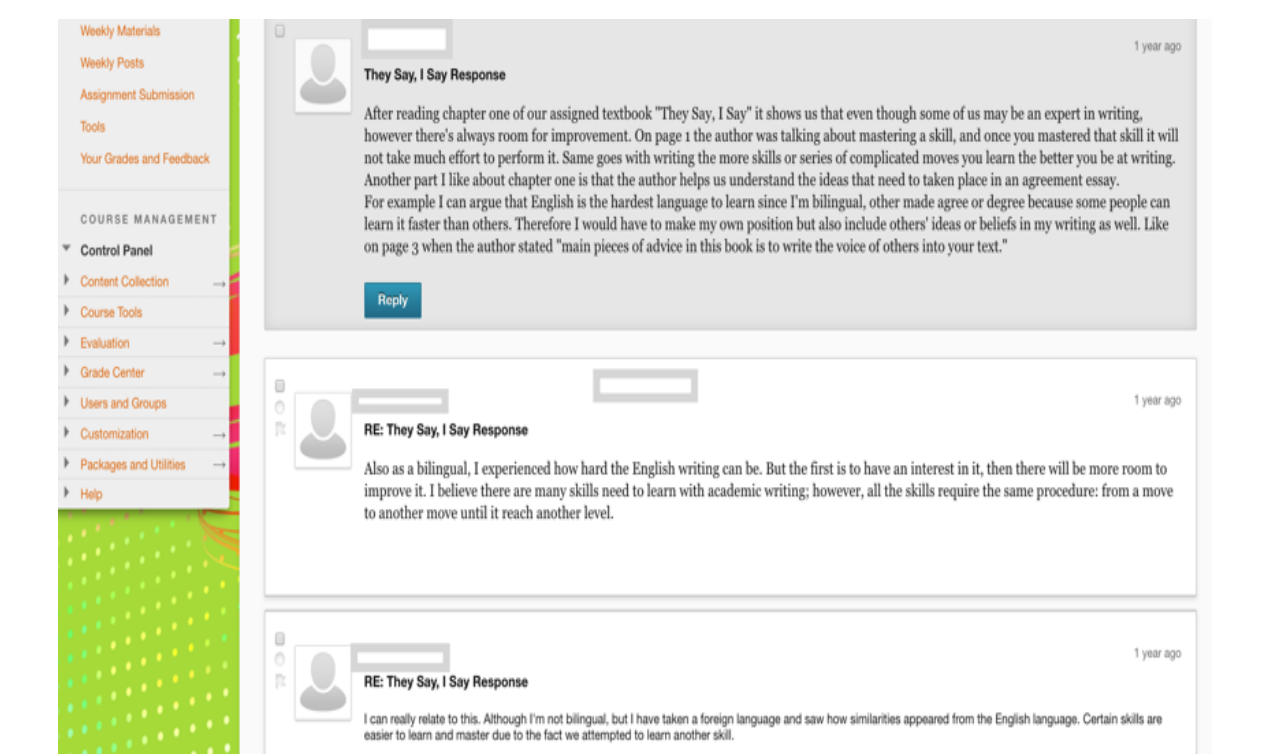 Weekly Materials
Weekly Posts
Assignment Submission
Tools
Your Grades and Feedback
COURSE MANAGEMENT
Control Panel
Content Collection
Course Tools
Evaluation
Grade Center
Users and Groups
Customization
Packages and Utilities
Help
1 year ago
They Say, I Say Response
After reading chapter one of our assigned textbook "They Say, I Say" it shows us that even though some of us may be an expert in writing,
however there's always room for improvement. On page 1 the author was talking about mastering a skill, and once you mastered that skill it will
not take much effort to perform it. Same goes with writing the more skills or series of complicated moves you learn the better you be at writing.
Another part I like about chapter one is that the author helps us understand the ideas that need to taken place in an agreement essay.
For example I can argue that English is the hardest language to learn since I'm bilingual, other made agree or degree because some people can
learn it faster than others. Therefore I would have to make my own position but also include others' ideas or beliefs in my writing as well. Like
on page 3 when the author stated "main pieces of advice in this book is to write the voice of others into your text."
Reply
1 year ago
RE: They Say, I Say Response
Also as a bilingual, I experienced how hard the English writing can be. But the first is to have an interest in it, then there will be more room to
improve it. I believe there are many skills need to learn with academic writing; however, all the skills require the same procedure: from a move
to another move until it reach another level.
1 year ago
RE: They Say, I Say Response
I can really relate to this. Although I'm not bilingual, but I have taken a foreign language and saw how similarities appeared from the English language. Certain skills are
easier to learn and master due to the fact we attempted to learn another skill.